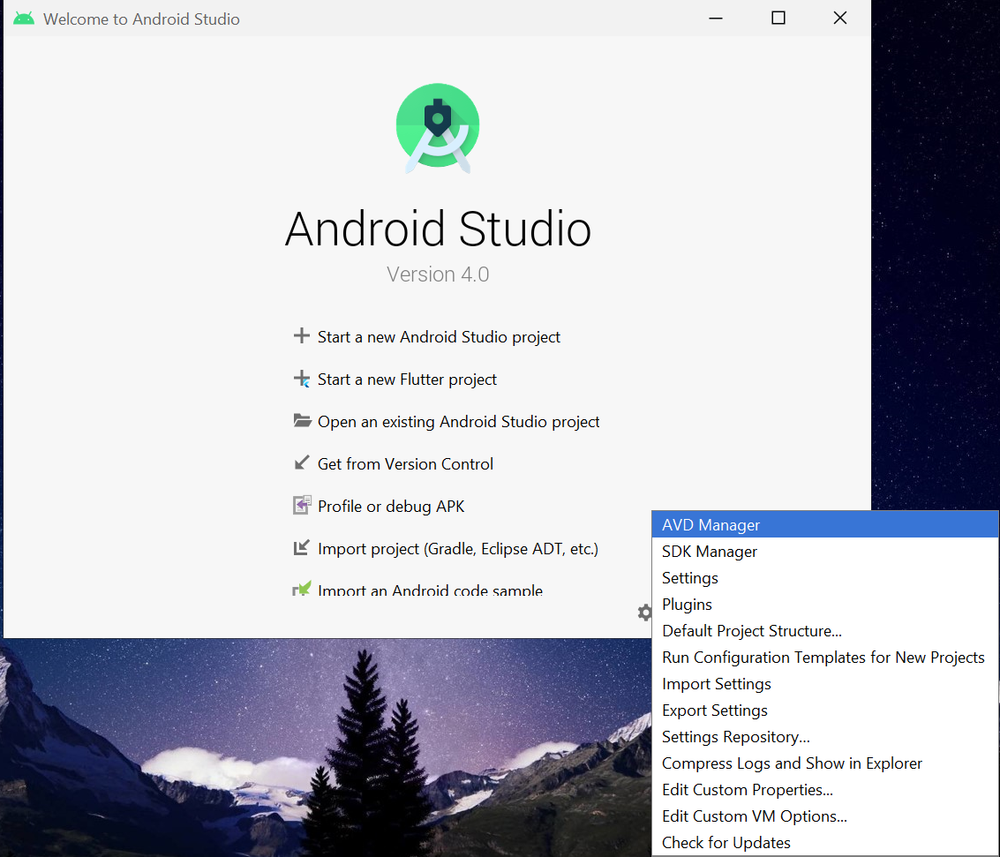 Welcome to Android Studio
Android Studio
Version 4.0
Start a new Android Studio project
Start a new Flutter project
Open an existing Android Studio project
Get from Version Control
Profile or debug APK
Import project (Gradle, Eclipse ADT, etc.)
Import an Android code sample
AVD Manager
SDK Manager
Settings
Plugins
Default Project Structure...
Run Configuration Templates for New Projects
Import Settings
Export Settings
Settings Repository...
Compress Logs and Show in Explorer
Edit Custom Properties...
Edit Custom VM Options...
Check for Updates